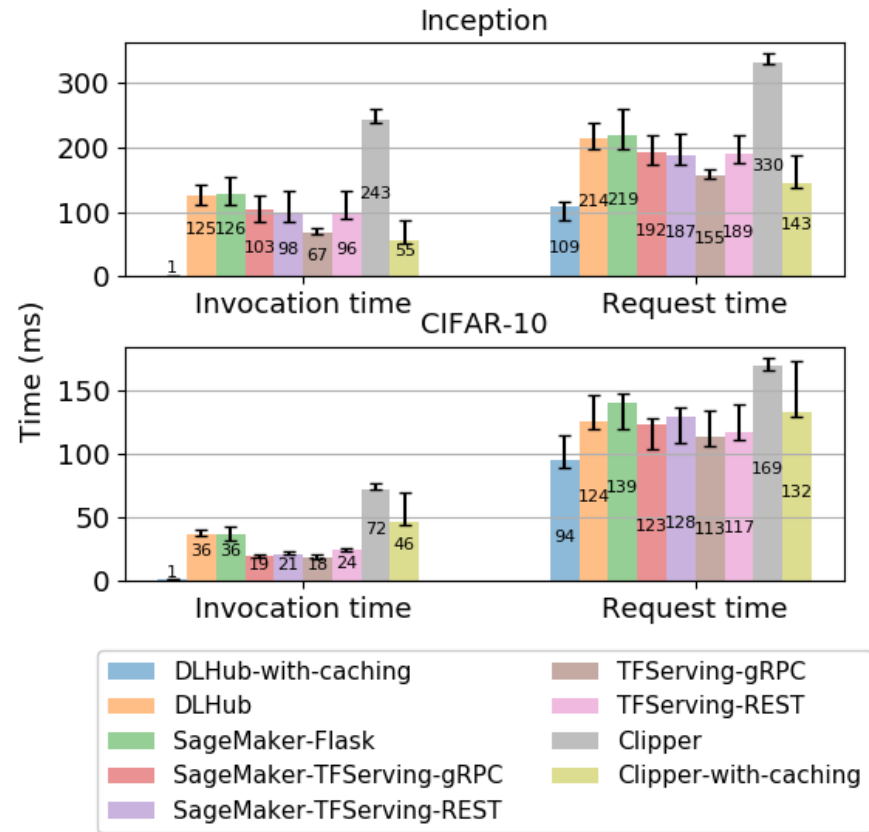 Inception
300
200
100
0
1 125 126 103 98 67 96 243 55
109 214 219 192 187 155 189 330 143
Invocation time Request time
CIFAR-10
Time (ms)
150
100
50
0
1 36 36 19 21 18 24 72 46
94 124 139 123 128 113 117 169 132
Invocation time Request time
DLHub-with-caching
DLHub
SageMaker-Flask
SageMaker-TFServing-gRPC
SageMaker-TFServing-REST
TFServing-gRPC
TFServing-REST
Clipper
Clipper-with-caching